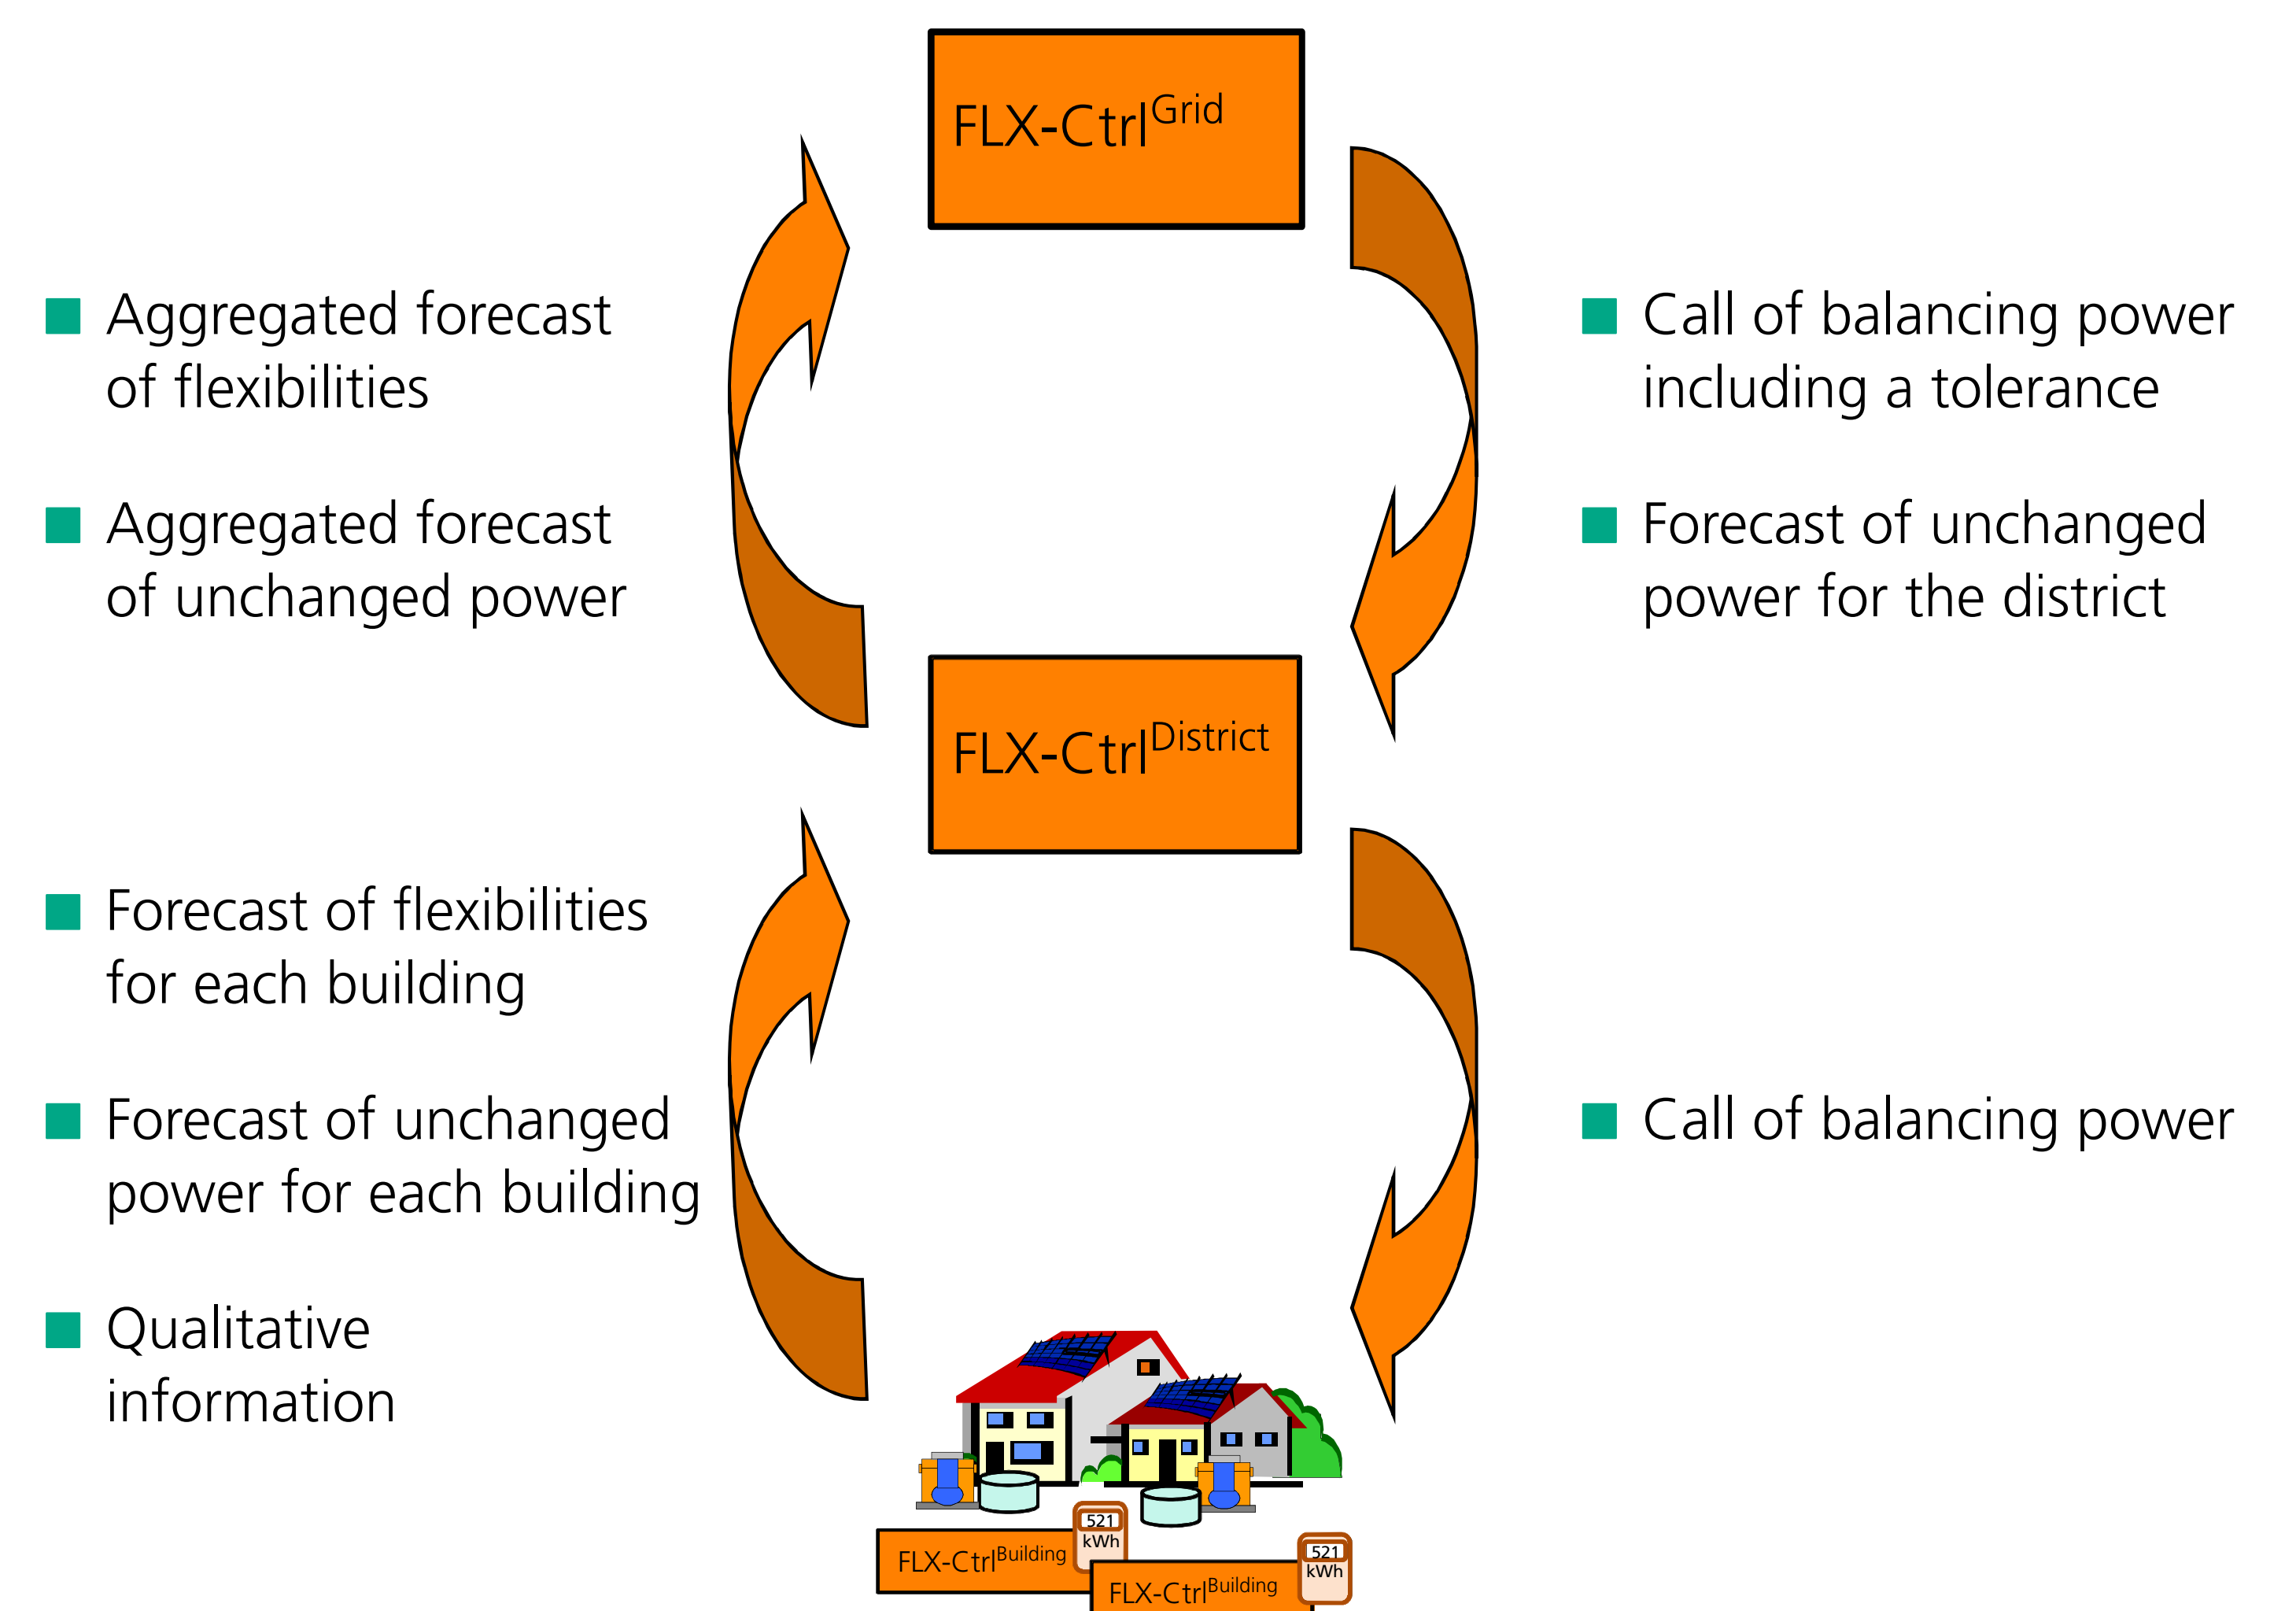 FLX-CtrlGrid
Aggregated forecast
of flexibilities
Aggregated forecast
of unchanged power
Call of balancing power
including a tolerance
Forecast of unchanged
power for the district
FLX-CtrlDistrict
Forecast of flexibilities
for each building
Forecast of unchanged
power for each building
Qualitative
information
Call of balancing power
521
kWh
FLX-CtrlBuilding
521
kWh
FLX-CtrlBuilding